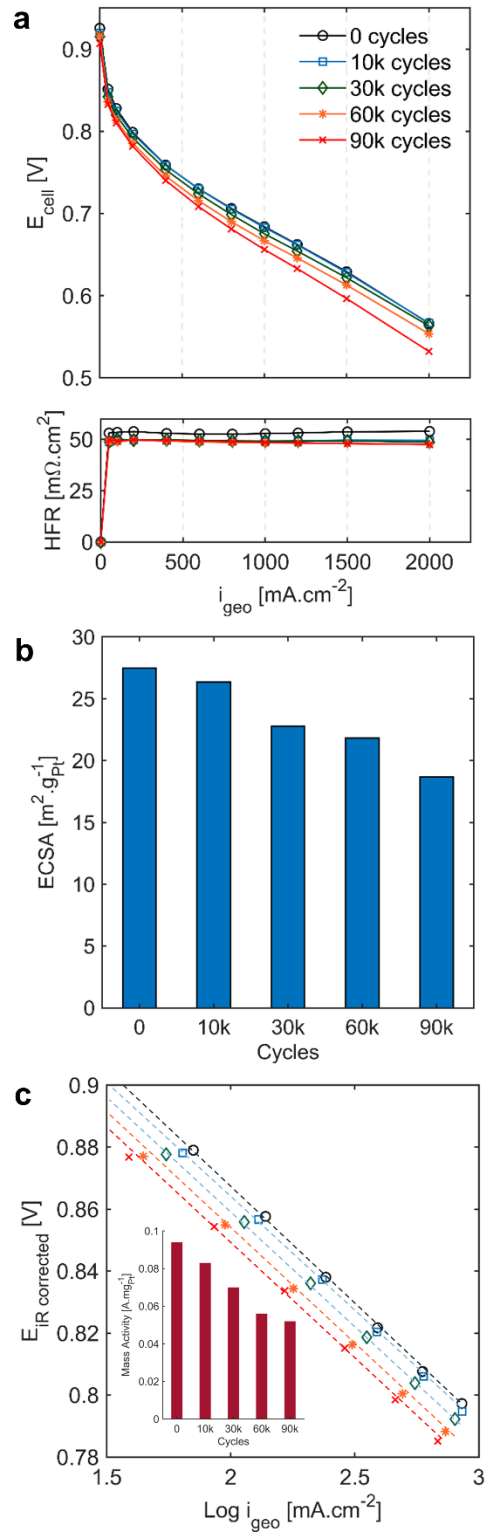 a
0.9
0.8
0.7
0.6
0.5
E_cell [V]
0 cycles
10k cycles
30k cycles
60k cycles
90k cycles
50
25
0
HFR [mΩ.cm⁻²]
0 500 1000 1500 2000
i_geo [mA.cm⁻²]
b
30
25
20
15
10
5
0
ECSA [m².g⁻¹_Pt]
0 10k 30k 60k 90k
Cycles
c
0.9
0.88
0.86
0.84
0.82
0.8
0.78
E_iR corrected [V]
0.1
0.08
0.06
0.04
0.02
0
Mass Activity [A.mg⁻¹_Pt]
0 10k 30k 60k 90k
Cycles
1.5 2 2.5 3
Log i_geo [mA.cm⁻²]